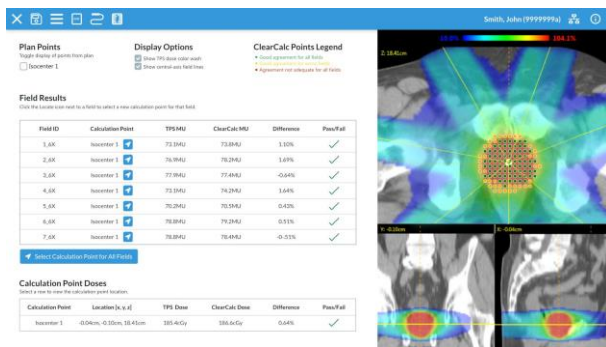 Smith, John (9999999a)
Plan Points
Toggle display of points from plan
Isocenter 1
Display Options
Show TPS dose color wash
Show central-axis field lines
ClearCalc Points Legend
Good agreement for all fields
Agreement not adequate for all fields
Field Results
Click the Locate icon next to a field to select a new calculation point for that field.
Field ID Calculation Point TPS MU ClearCalc MU Difference Pass/Fail
1_6X Isocenter 1 73.0MU 73.8MU 1.10%
2_6X Isocenter 1 76.9MU 78.2MU 1.69%
3_6X Isocenter 1 77.9MU 77.4MU -0.64%
4_6X Isocenter 1 73.0MU 74.2MU 1.64%
5_6X Isocenter 1 70.2MU 70.5MU 0.43%
6_6X Isocenter 1 78.8MU 79.2MU 0.51%
7_6X Isocenter 1 78.8MU 78.4MU -0.-51%
Select Calculation Point for All Fields
Calculation Point Doses
Select a row to view the calculation point location.
Calculation Point Location [x, y, z] TPS Dose ClearCalc Dose Difference Pass/Fail
Isocenter 1 -0.04cm, -0.10cm, 18.41cm 185.4cGy 186.6cGy 0.64%
104.1%
Z: 18.41cm
Y: -0.10cm
X: -0.04cm